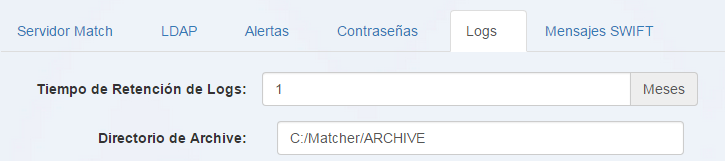 Servidor Match LDAP Alertas Contraseñas Logs Mensajes SWIFT
Tiempo de Retención de Logs: 1 Meses
Directorio de Archive: C:/Matcher/ARCHIVE